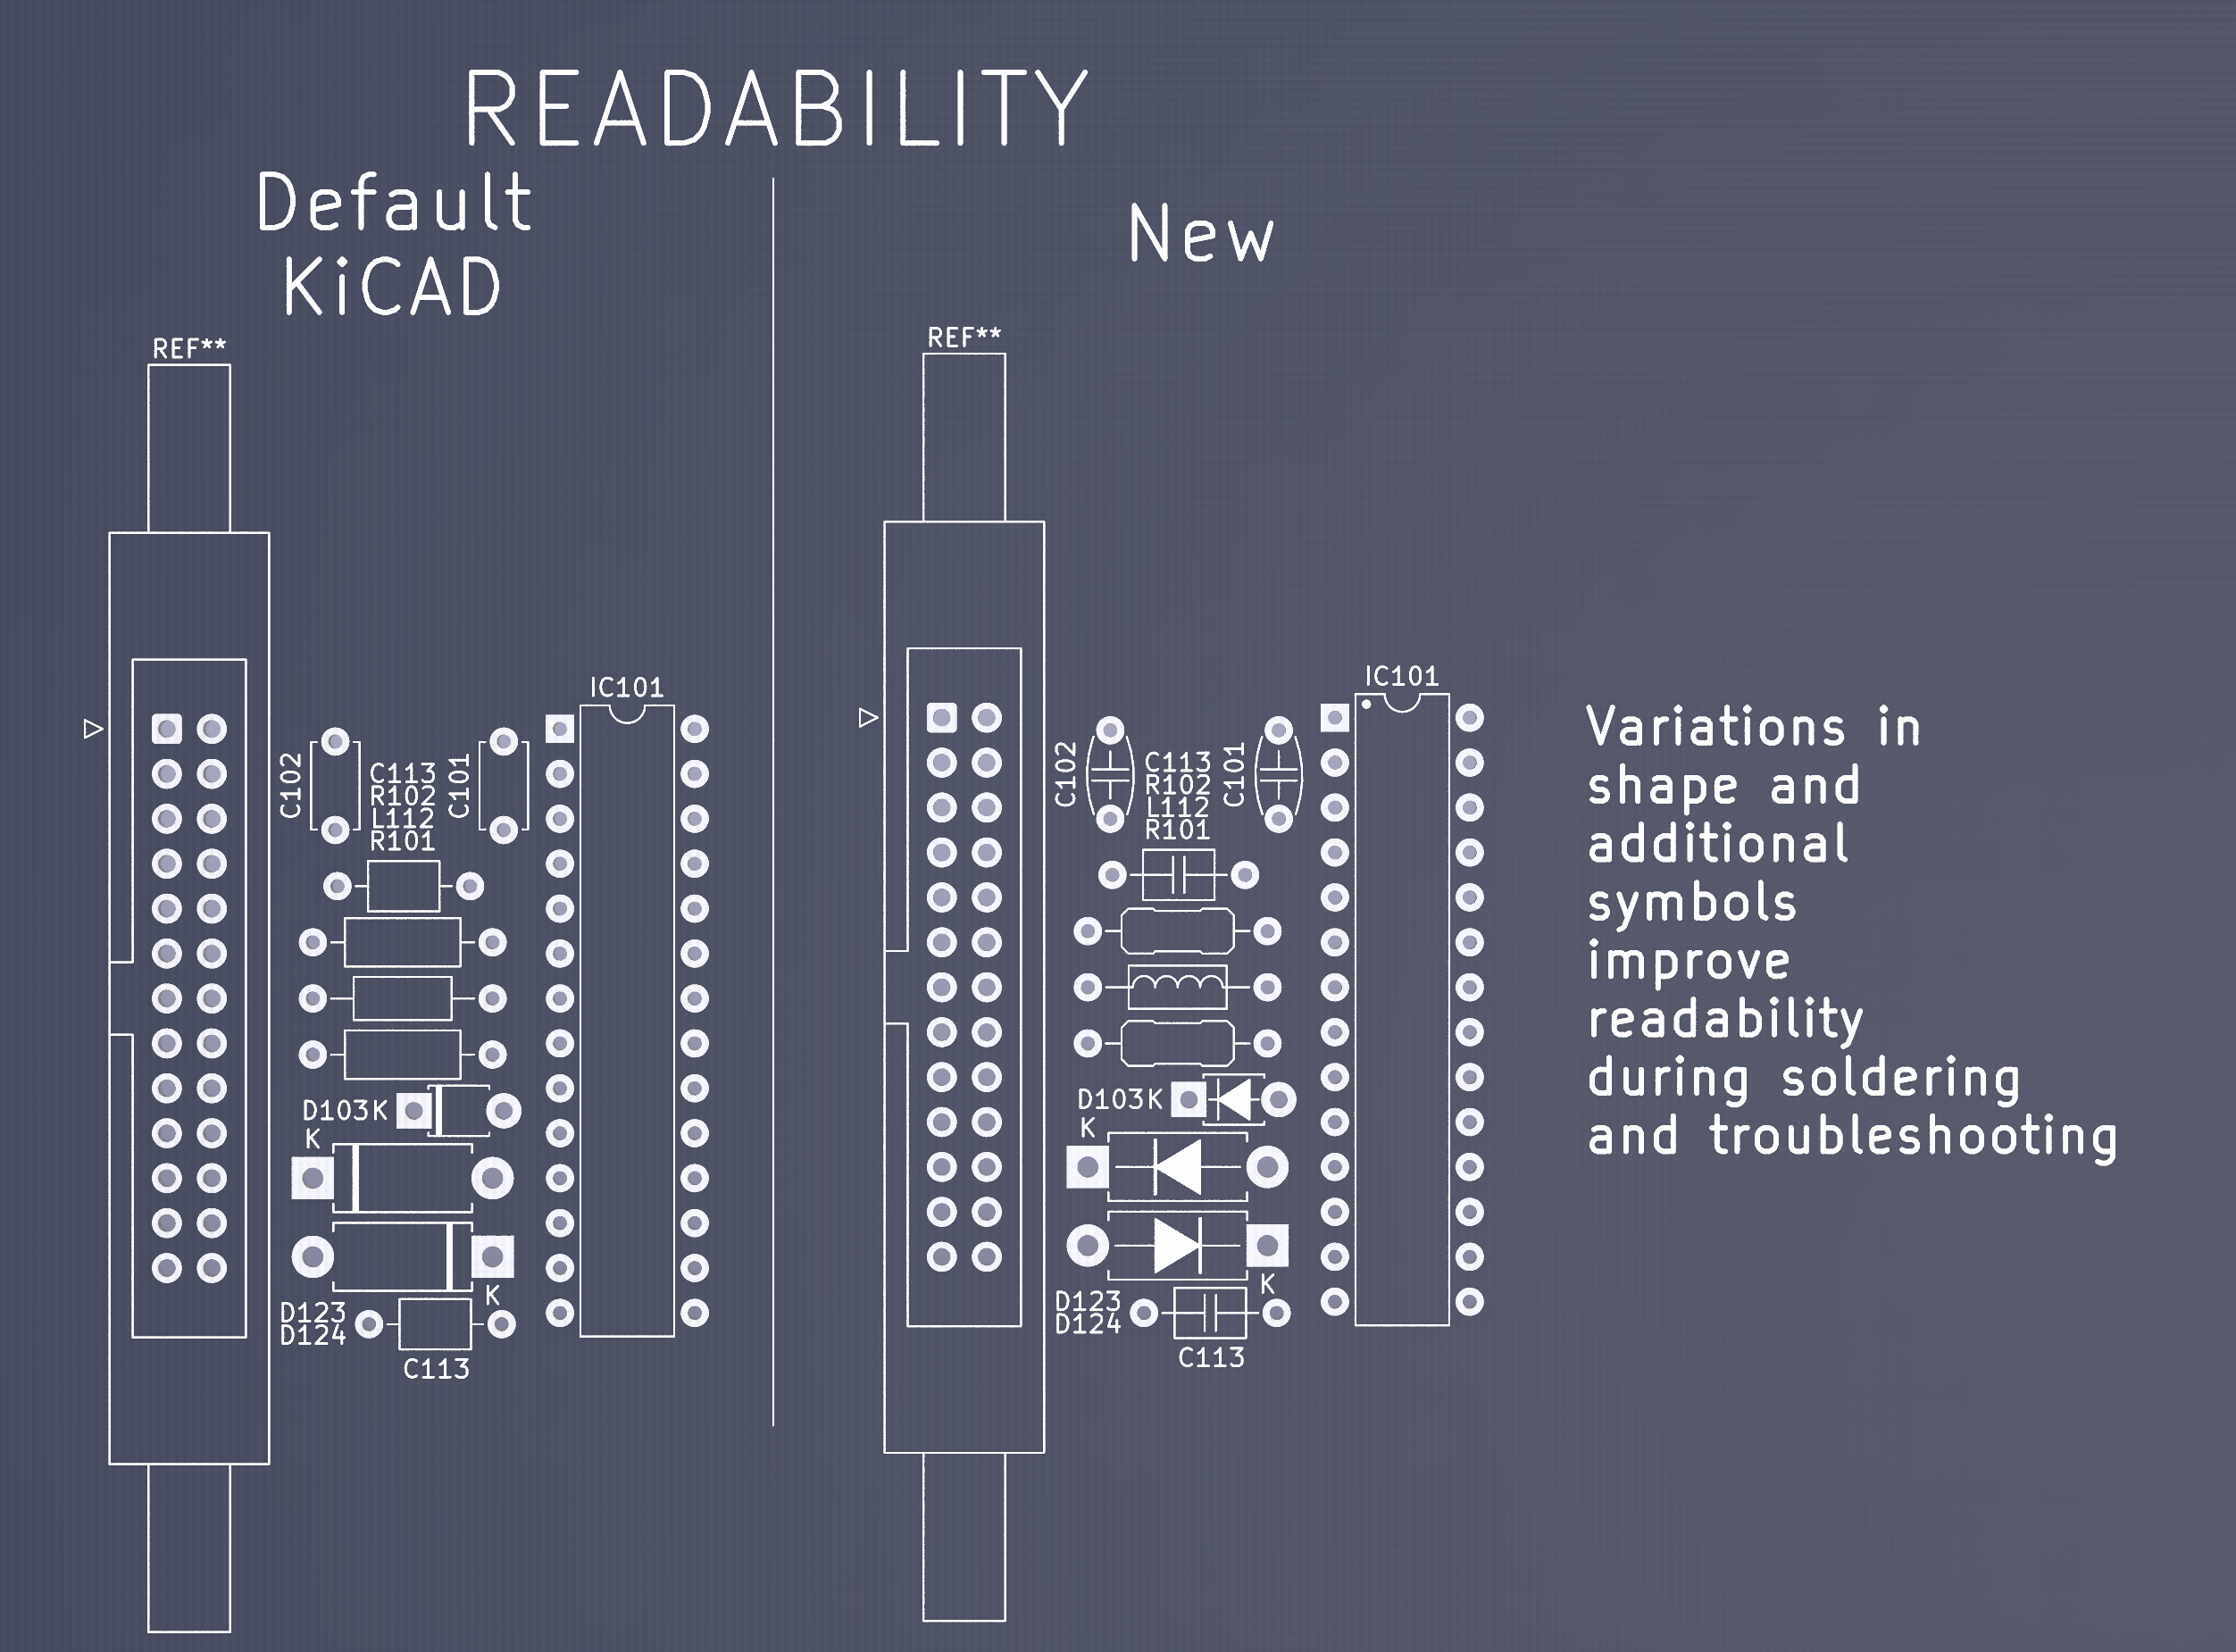 READABILITY
Default
KiCAD
REF**
C102
C113
R102
L112
R101
C101
IC101
D103K
K
K
D123
D124
C113
New
REF**
C102
C113
R102
L112
R101
C101
IC101
D103K
K
K
D123
D124
C113
Variations in
shape and
additional
symbols
improve
readability
during soldering
and troubleshooting